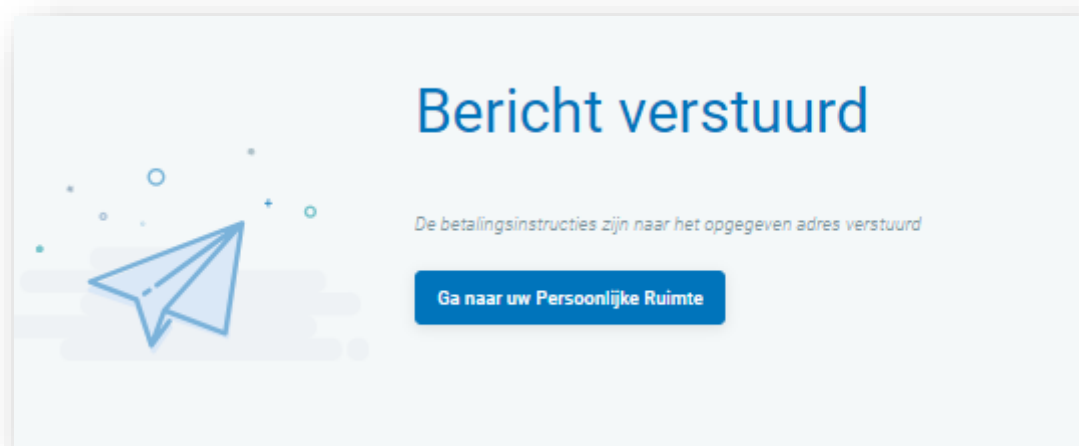 Bericht verstuurd
De betalingsinstructies zijn naar het opgegeven adres verstuurd
Ga naar uw Persoonlijke Ruimte